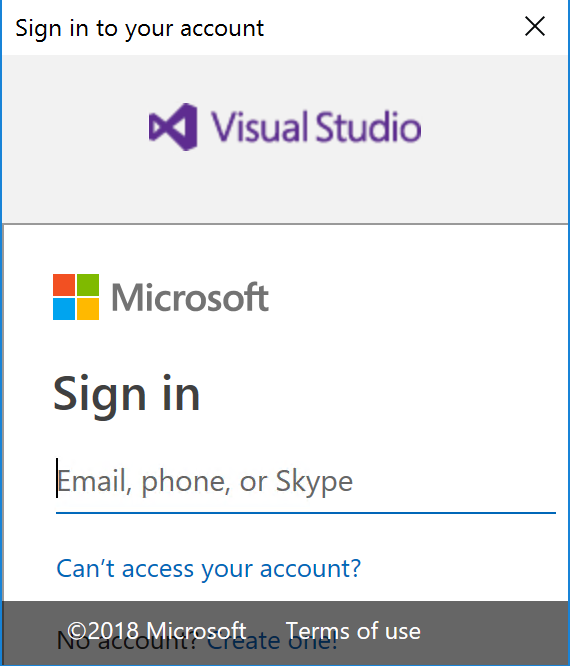 Sign in to your account
Visual Studio
Microsoft
Sign in
Email, phone, or Skype
Can't access your account?
©2018 Microsoft Terms of use
No account? Create one!